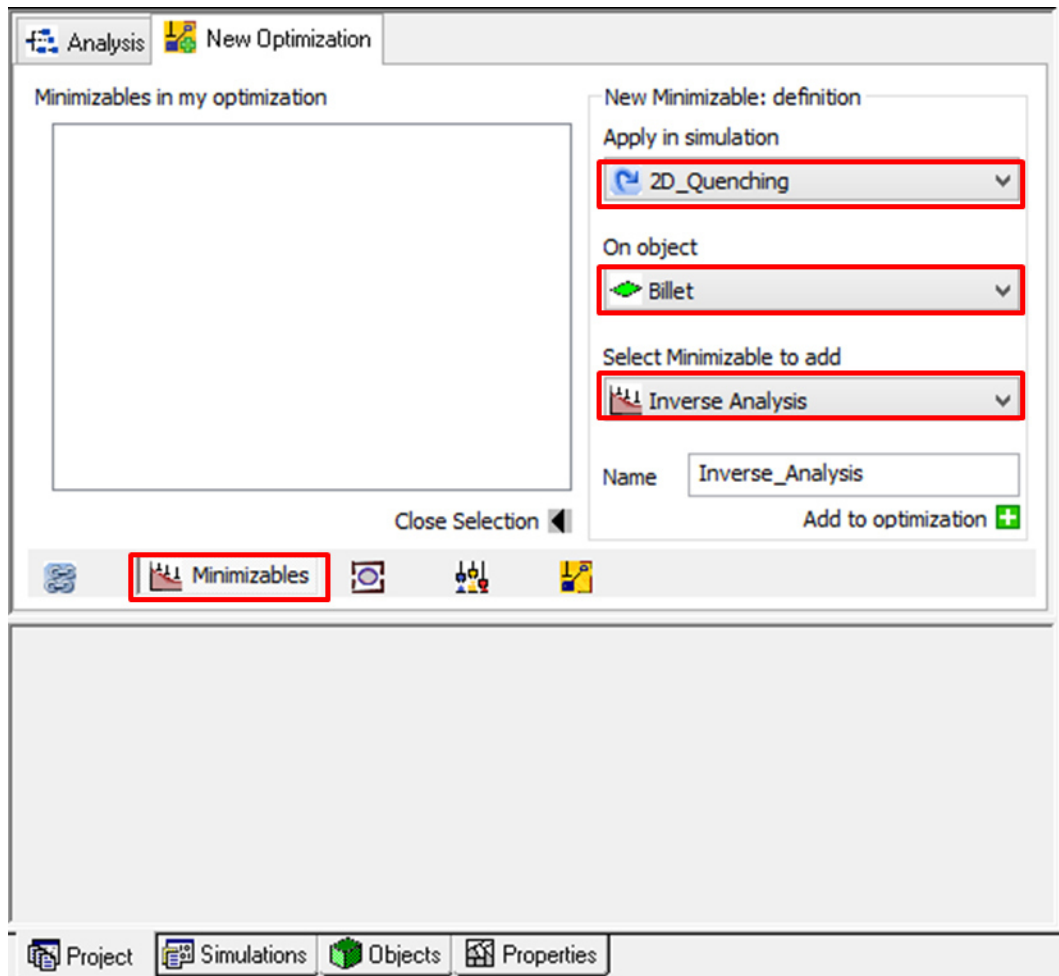 Analysis
New Optimization
Minimizables in my optimization
New Minimizable: definition
Apply in simulation
2D_Quenching
On object
Billet
Select Minimizable to add
Inverse Analysis
Name
Inverse_Analysis
Close Selection
Add to optimization
Minimizables
Project
Simulations
Objects
Properties